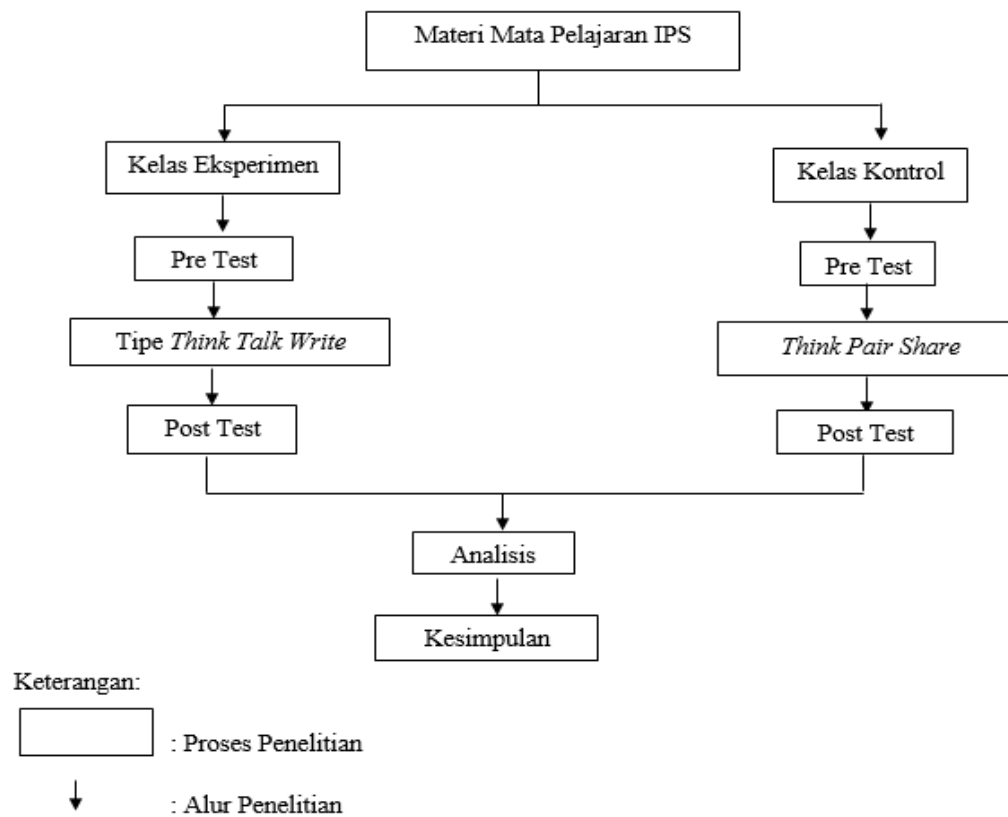 Materi Mata Pelajaran IPS
Kelas Eksperimen
Kelas Kontrol
Pre Test
Pre Test
Tipe Think Talk Write
Think Pair Share
Post Test
Post Test
Analisis
Kesimpulan
Keterangan:
: Proses Penelitian
: Alur Penelitian